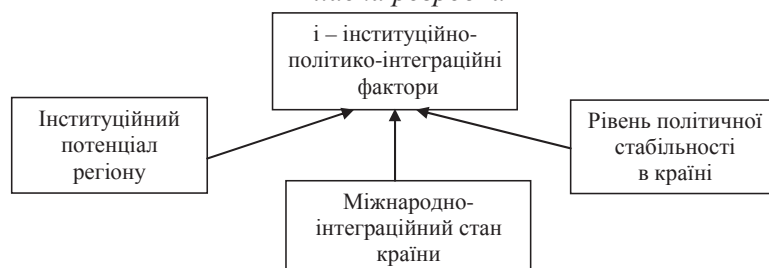 і – інституційно-
політико-інтеграційні
фактори
Інституційний
потенціал
регіону
Рівень політичної
стабільності
в країні
Міжнародно-
інтеграційний стан
країни